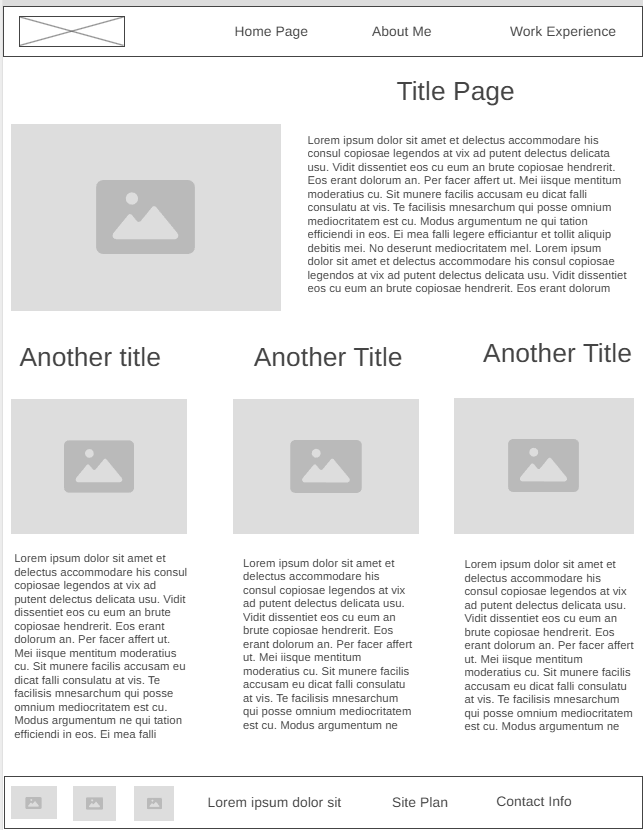 Home Page
About Me
Work Experience
Title Page
Lorem ipsum dolor sit amet et delectus accommodare his
consul copiosae legendos at vix ad putent delectus delicata
usu. Vidit dissentiet eos cu eum an brute copiosae hendrerit.
Eos erant dolorum an. Per facer affert ut. Mei iisque mentitum
moderatius cu. Sit munere facilis accusam eu dicat falli
consulatu at vis. Te facilisis mnesarchum qui posse omnium
mediocritatem est cu. Modus argumentum ne qui tation
efficiendi in eos. Ei mea falli legere efficiantur et tollit aliquip
debitis mei. No deserunt mediocritatem mel. Lorem ipsum
dolor sit amet et delectus accommodare his consul copiosae
legendos at vix ad putent delectus delicata usu. Vidit dissentiet
eos cu eum an brute copiosae hendrerit. Eos erant dolorum
Another title
Lorem ipsum dolor sit amet et
delectus accommodare his consul
copiosae legendos at vix ad
putent delectus delicata usu. Vidit
dissentiet eos cu eum an brute
copiosae hendrerit. Eos erant
dolorum an. Per facer affert ut.
Mei iisque mentitum moderatius
cu. Sit munere facilis accusam eu
dicat falli consulatu at vis. Te
facilisis mnesarchum qui posse
omnium mediocritatem est cu.
Modus argumentum ne qui tation
efficiendi in eos. Ei mea falli
Another Title
Lorem ipsum dolor sit amet et
delectus accommodare his
consul copiosae legendos at vix
ad putent delectus delicata usu.
Vidit dissentiet eos cu eum an
brute copiosae hendrerit. Eos
erant dolorum an. Per facer affert
ut. Mei iisque mentitum
moderatius cu. Sit munere facilis
accusam eu dicat falli consulatu
at vis. Te facilisis mnesarchum
qui posse omnium mediocritatem
est cu. Modus argumentum ne
Another Title
Lorem ipsum dolor sit amet et
delectus accommodare his
consul copiosae legendos at vix
ad putent delectus delicata usu.
Vidit dissentiet eos cu eum an
brute copiosae hendrerit. Eos
erant dolorum an. Per facer affert
ut. Mei iisque mentitum
moderatius cu. Sit munere facilis
accusam eu dicat falli consulatu
at vis. Te facilisis mnesarchum
qui posse omnium mediocritatem
est cu. Modus argumentum ne
Lorem ipsum dolor sit
Site Plan
Contact Info